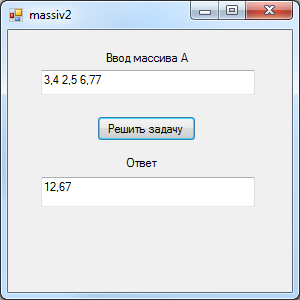 massiv2
Ввод массива А
3,4 2,5 6,77
Решить задачу
Ответ
12,67